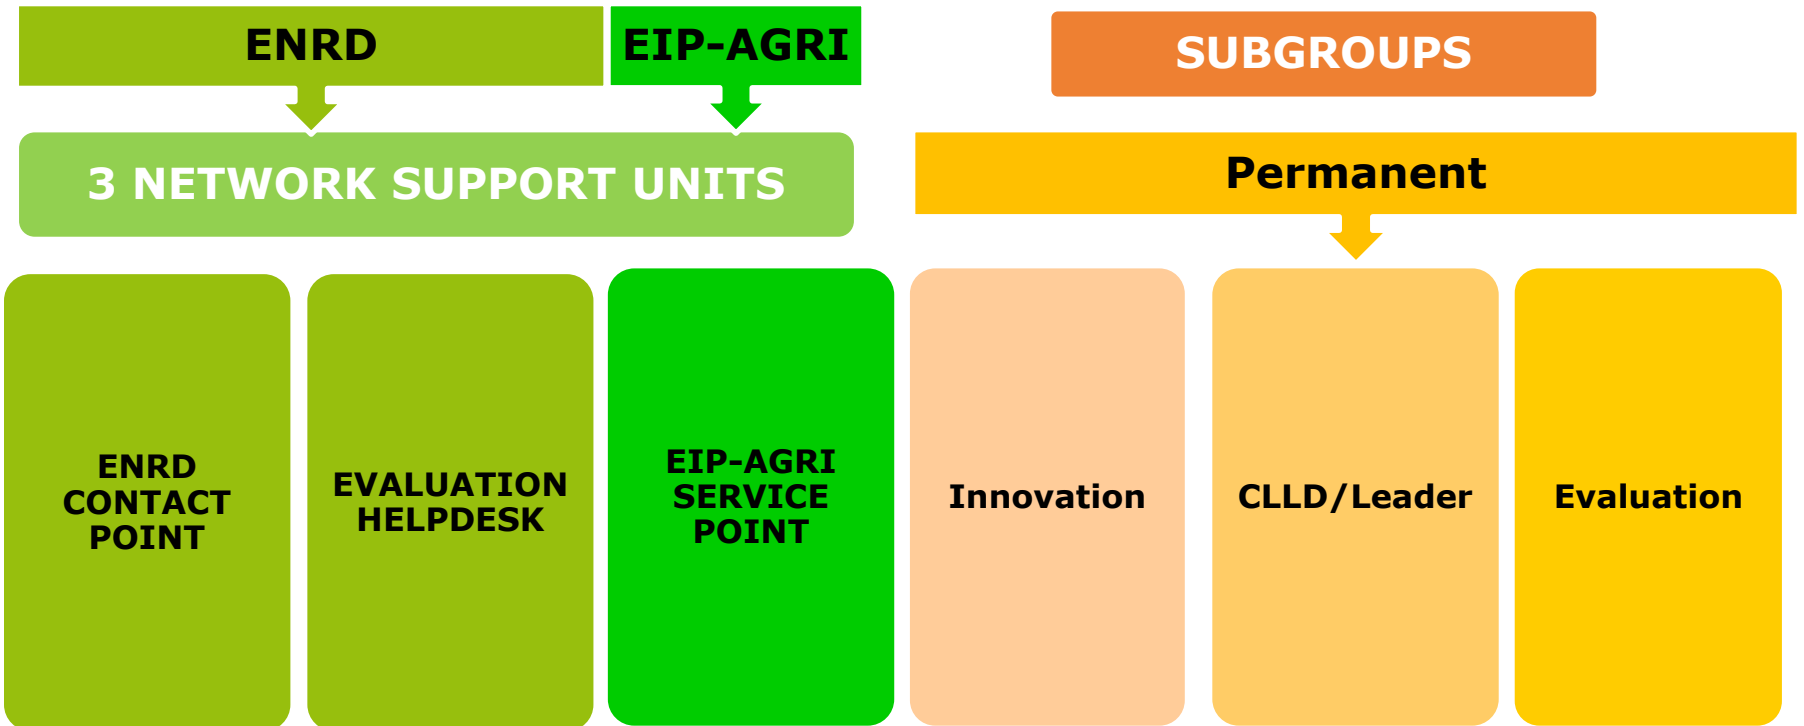 ENRD
EIP-AGRI
SUBGROUPS
3 NETWORK SUPPORT UNITS
Permanent
ENRD
CONTACT
POINT
EVALUATION
HELPDESK
EIP-AGRI
SERVICE
POINT
Innovation
CLLD/Leader
Evaluation